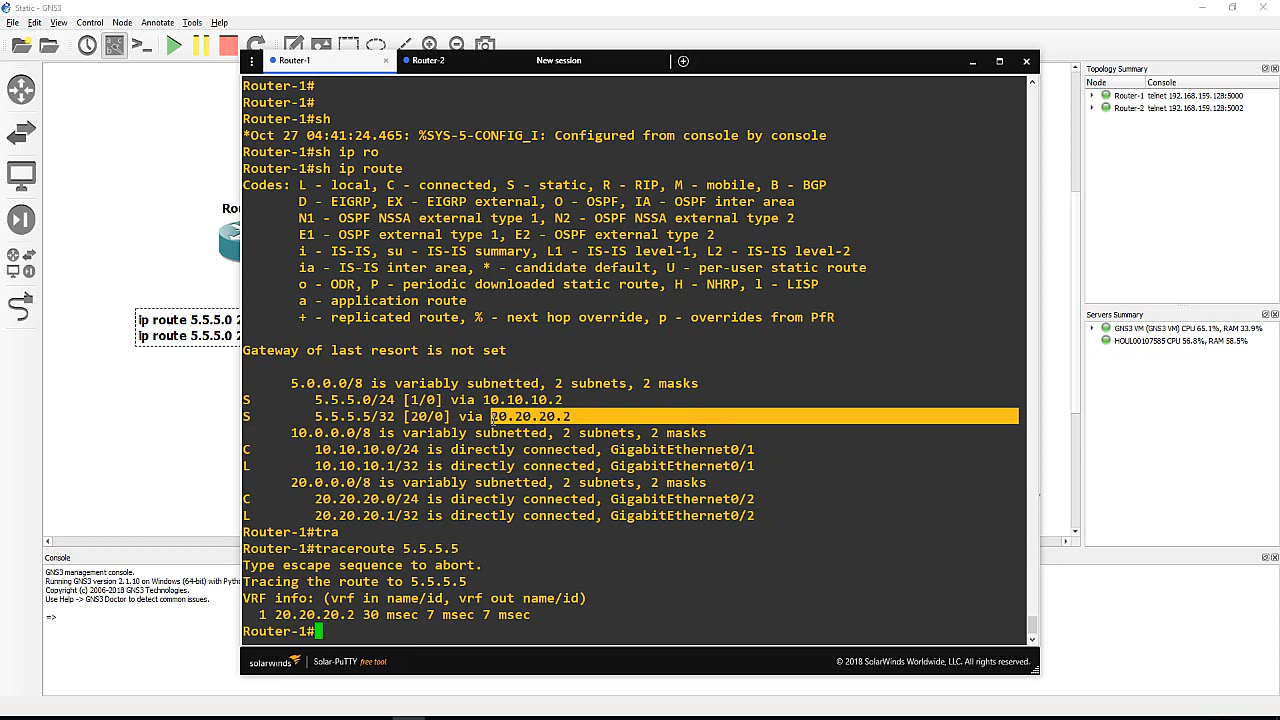 Static - GNS3
File Edit View Control Node Annotate Tools Help
Router-1 Router-2 New session
Router-1#
Router-1#
Router-1#sh
*Oct 27 04:41:24.465: %SYS-5-CONFIG_I: Configured from console by console
Router-1#sh ip ro
Router-1#sh ip route
Codes: L - local, C - connected, S - static, R - RIP, M - mobile, B - BGP
D - EIGRP, EX - EIGRP external, O - OSPF, IA - OSPF inter area
N1 - OSPF NSSA external type 1, N2 - OSPF NSSA external type 2
E1 - OSPF external type 1, E2 - OSPF external type 2
i - IS-IS, su - IS-IS summary, L1 - IS-IS level-1, L2 - IS-IS level-2
ia - IS-IS inter area, * - candidate default, U - per-user static route
o - ODR, P - periodic downloaded static route, H - NHRP, l - LISP
a - application route
+ - replicated route, % - next hop override, p - overrides from PfR
Gateway of last resort is not set
5.0.0.0/8 is variably subnetted, 2 subnets, 2 masks
S 5.5.5.0/24 [1/0] via 10.10.10.2
S 5.5.5.5/32 [20/0] via 20.20.20.2
10.0.0.0/8 is variably subnetted, 2 subnets, 2 masks
C 10.10.10.0/24 is directly connected, GigabitEthernet0/1
L 10.10.10.1/32 is directly connected, GigabitEthernet0/1
20.0.0.0/8 is variably subnetted, 2 subnets, 2 masks
C 20.20.20.0/24 is directly connected, GigabitEthernet0/2
L 20.20.20.1/32 is directly connected, GigabitEthernet0/2
Router-1#tra
Router-1#traceroute 5.5.5.5
Type escape sequence to abort.
Tracing the route to 5.5.5.5
VRF info: (vrf in name/id, vrf out name/id)
1 20.20.20.2 30 msec 7 msec 7 msec
Router-1#
solarwinds Solar-PuTTY free tool © 2018 SolarWinds Worldwide, LLC. All rights reserved.
Rou
ip route 5.5.5.0 2
ip route 5.5.5.0 2
Console
GNS3 management console.
Running GNS3 version 2.1.10 on Windows (64-bit) with Pyth
Copyright (c) 2006-2018 GNS3 Technologies.
Use Help -> GNS3 Doctor to detect common issues.
=>
Topology Summary
Node Console
Router-1 telnet 192.168.159.128:5000
Router-2 telnet 192.168.159.128:5002
Servers Summary
GNS3 VM (GNS3 VM) CPU 65.1%, RAM 33.9%
HOUL00107585 CPU 56.8%, RAM 58.5%